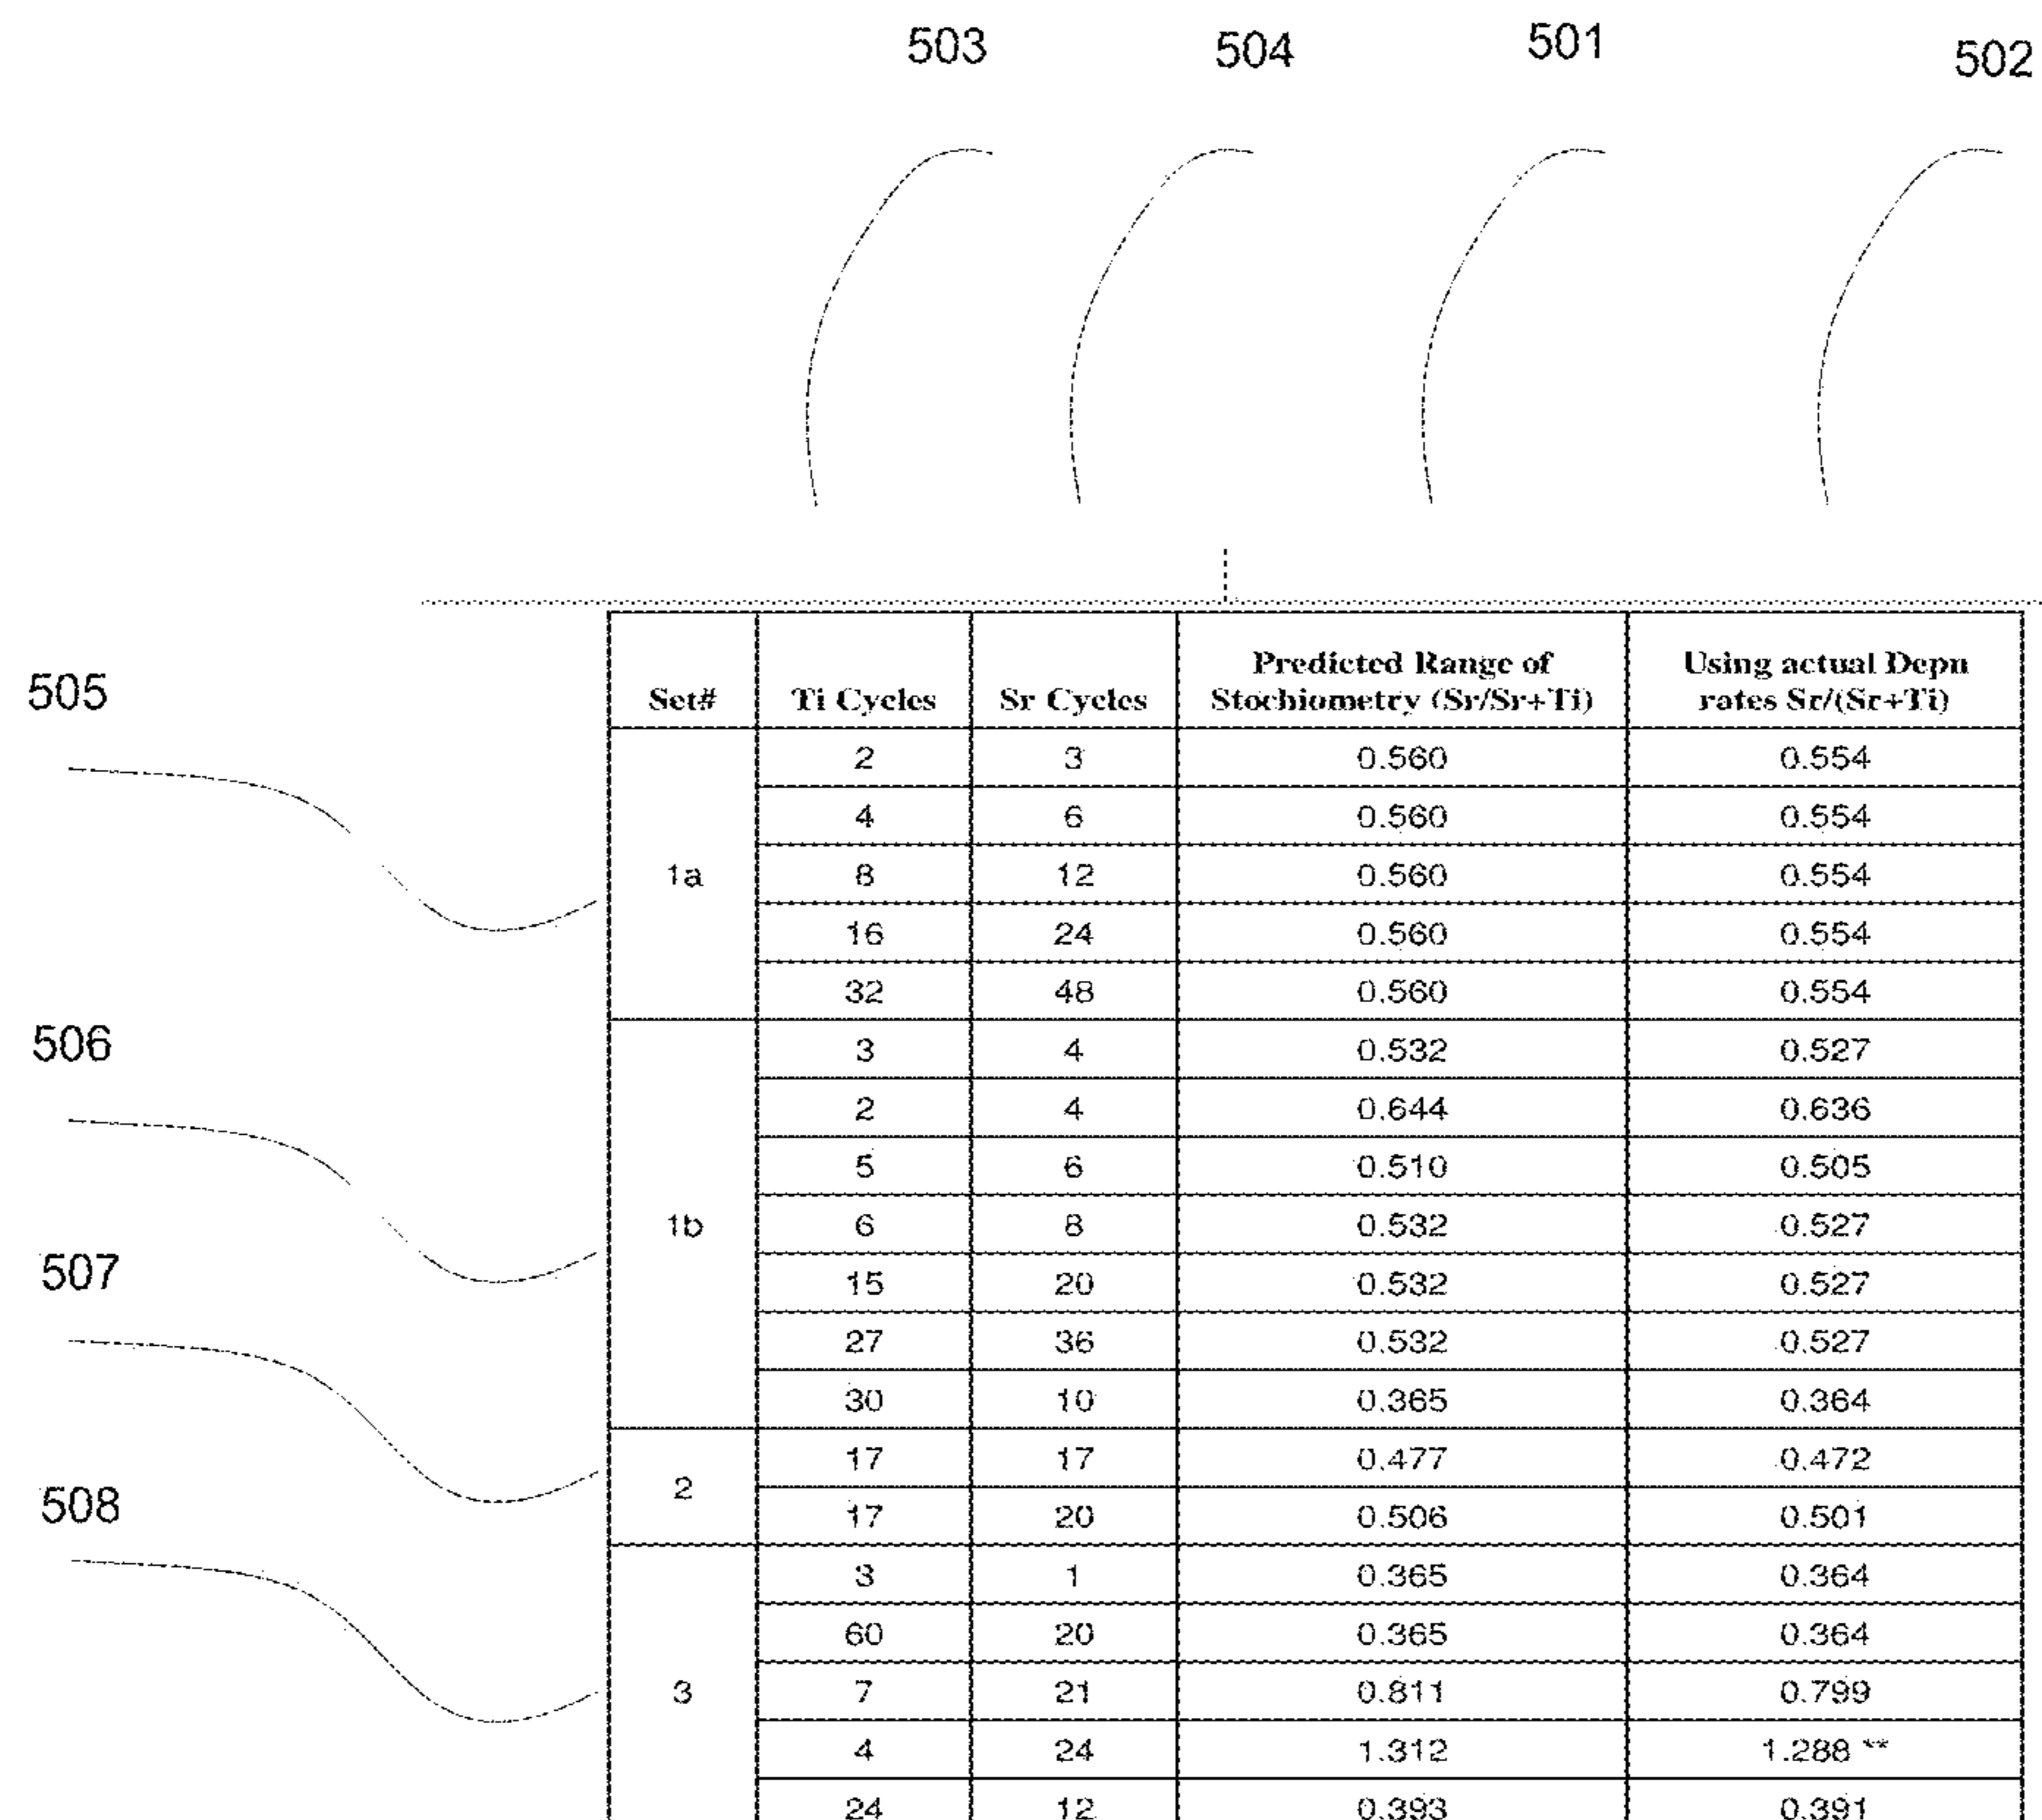 503 504 501 502
505
506
507
508
Set# Ti Cycles Sr Cycles Predicted Range of Stochiometry (Sr/Sr+Ti) Using actual Depn rates Sr/(Sr+Ti)
1a
2 3 0.560 0.554
4 6 0.560 0.554
8 12 0.560 0.554
16 24 0.560 0.554
32 48 0.560 0.554
1b
3 4 0.532 0.527
2 4 0.644 0.636
5 6 0.510 0.505
6 8 0.532 0.527
15 20 0.532 0.527
27 36 0.532 0.527
30 10 0.365 0.364
2
17 17 0.477 0.472
17 20 0.506 0.501
3
3 1 0.365 0.364
60 20 0.365 0.364
7 21 0.811 0.799
4 24 1.312 1.288 **
24 12 0.393 0.391